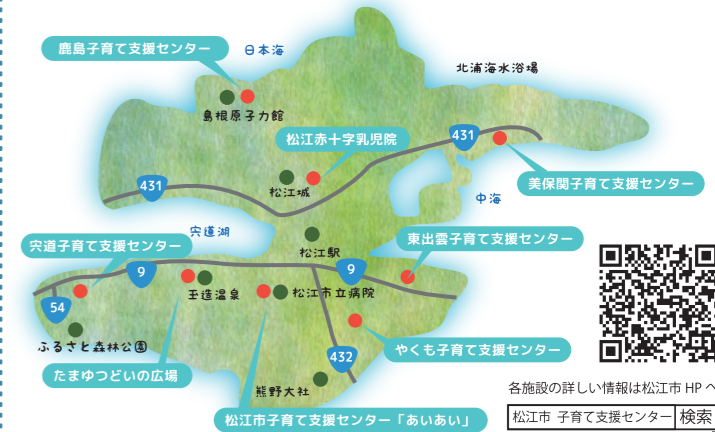 鹿島子育て支援センター
日本海
北浦海水浴場
島根原子力館
松江赤十字乳児院
431
431
松江城
美保関子育て支援センター
中海
宍道湖
東出雲子育て支援センター
宍道子育て支援センター
松江駅
9
9
玉造温泉
松江市立病院
54
ふるさと森林公園
やくも子育て支援センター
432
たまゆつどいの広場
熊野大社
各施設の詳しい情報は松江市 HP へ
松江市子育て支援センター「あいあい」
松江市 子育て支援センター 検索